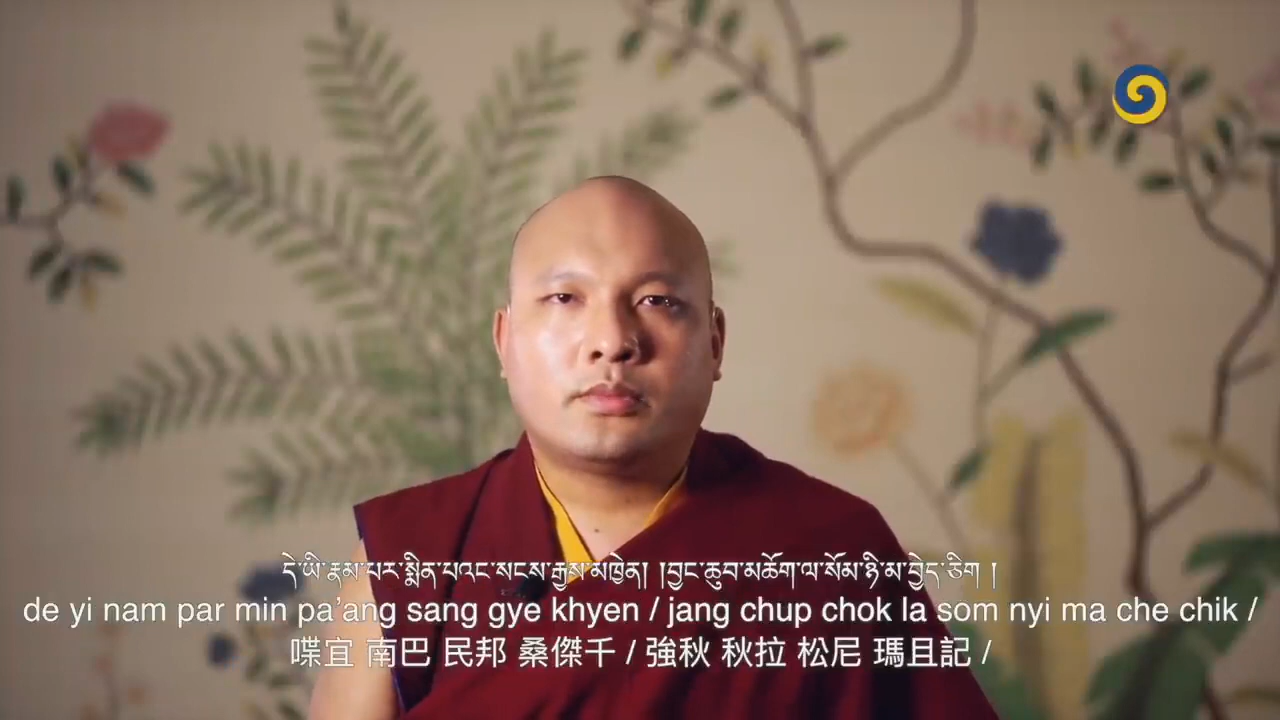 དེ་ཡི་རྣམ་པར་སྨིན་པའང་སངས་རྒྱས་མཁྱེན། །བྱང་ཆུབ་མཆོག་ལ་སོམ་ཉི་མ་བྱེད་ཅིག །
de yi nam par min pa’ang sang gye khyen / jang chup chok la som nyi ma che chik /
喋宜 南巴 民邦 桑傑千 / 強秋 秋拉 松尼 瑪且記 /